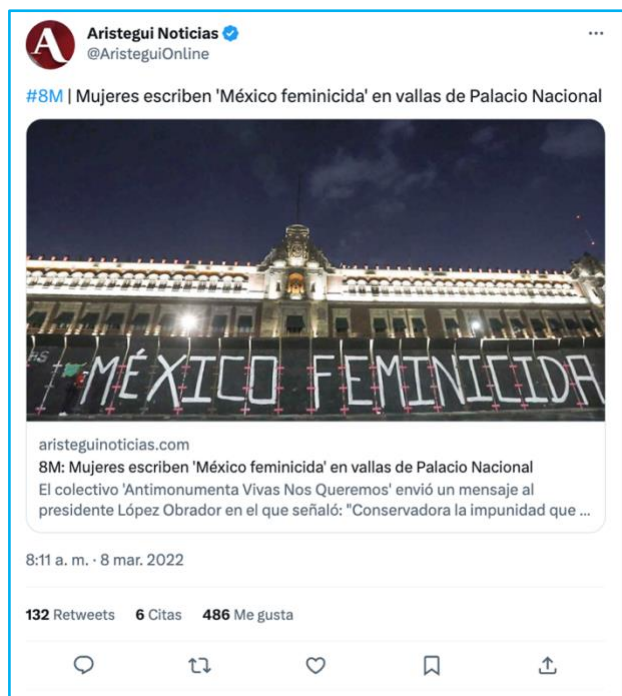 Aristegui Noticias
@AristeguiOnline
#8M | Mujeres escriben 'México feminicida' en vallas de Palacio Nacional
MÉXICO FEMINICIDA
aristeguinoticias.com
8M: Mujeres escriben 'México feminicida' en vallas de Palacio Nacional
El colectivo 'Antimonumenta Vivas Nos Queremos' envió un mensaje al
presidente López Obrador en el que señaló: "Conservadora la impunidad que ...
8:11 a. m. · 8 mar. 2022
132 Retweets 6 Citas 486 Me gusta